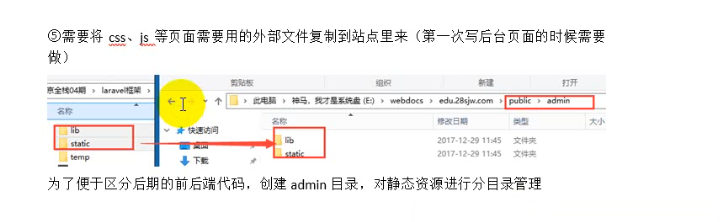 ⑤需要将 css、js 等页面需要用的外部文件复制到站点里来（第一次写后台页面的时候需要
做）
剪贴板 组织 新建 打开
京全栈04期 > laravel框架 >
此电脑 > 神马，我才是系统盘 (E:) > webdocs > edu.28sjw.com > public > admin
名称
名称 修改日期 类型 大小
lib
static
temp
快速访问
桌面
下载
lib 2017-12-29 11:45 文件夹
static 2017-12-29 11:45 文件夹
为了便于区分后期的前后端代码，创建 admin 目录，对静态资源进行分目录管理